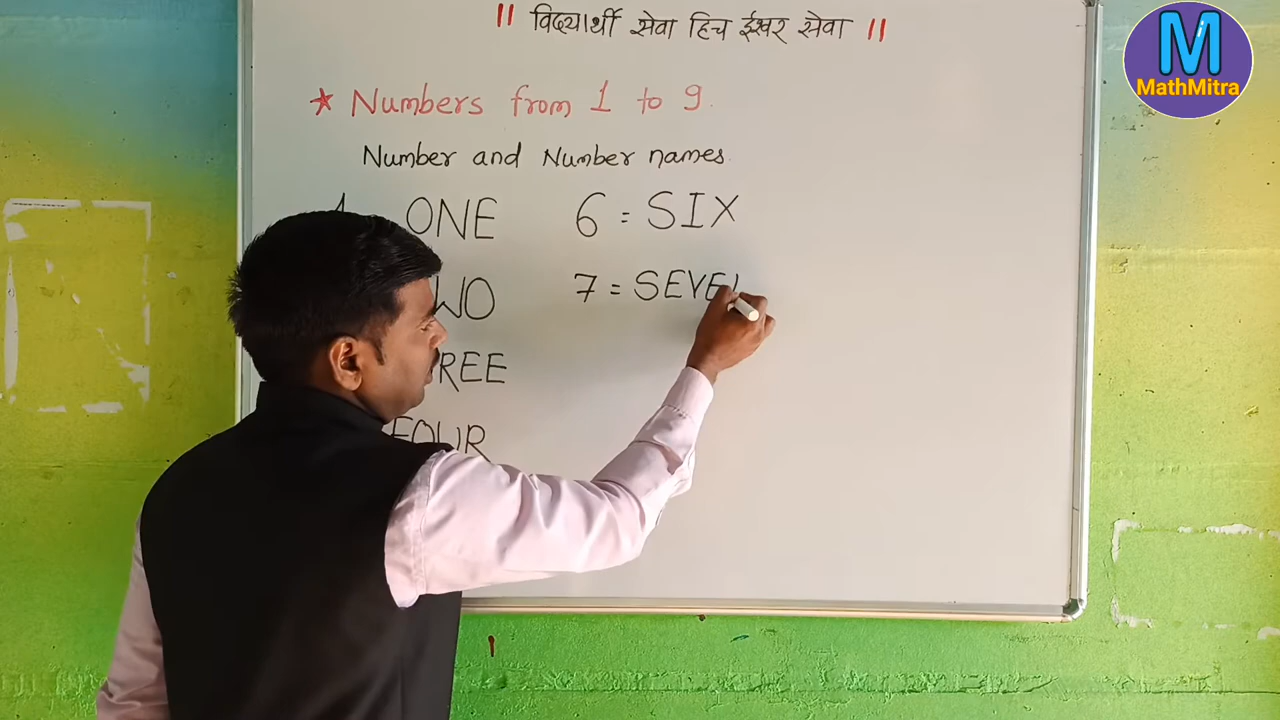 || विद्यार्थी सेवा हिच ईश्वर सेवा ||
M
MathMitra
★ Numbers from 1 to 9.
Number and Number names.
ONE 6 = SIX
WO 7 = SEVE
REE
FOUR